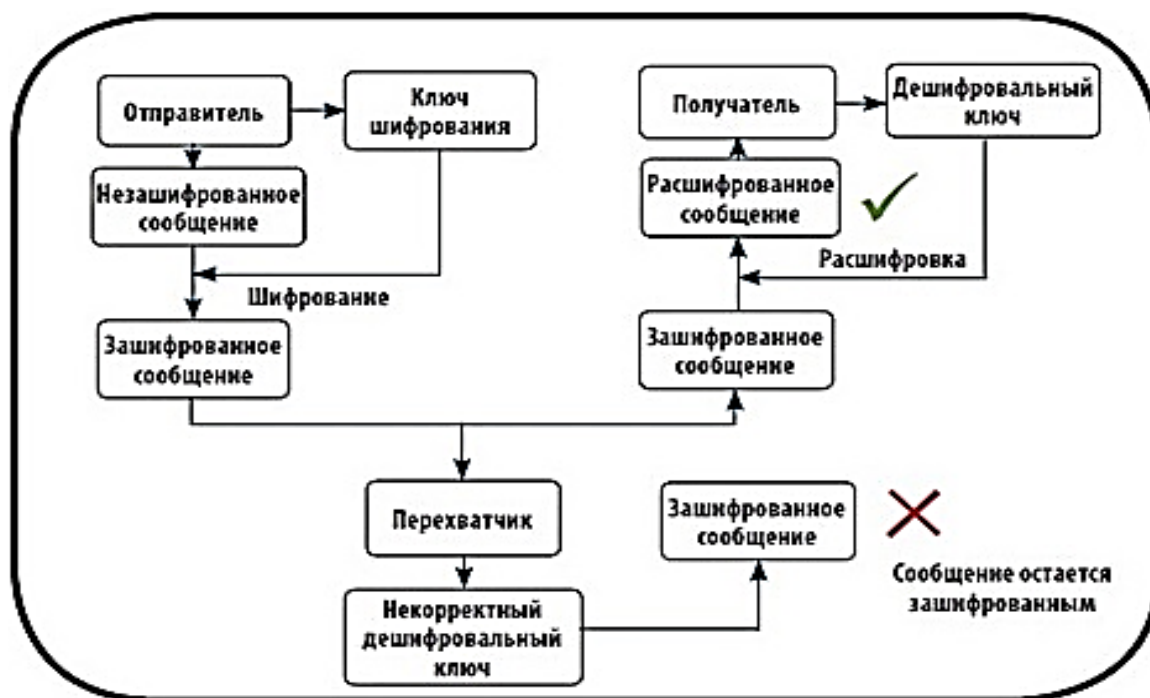 Отправитель
Ключ
шифрования
Незашифрованное
сообщение
Шифрование
Зашифрованное
сообщение
Получатель
Дешифровальный
ключ
Расшифрованное
сообщение
Расшифровка
Зашифрованное
сообщение
Перехватчик
Некорректный
дешифровальный
ключ
Зашифрованное
сообщение
Сообщение остается
зашифрованным